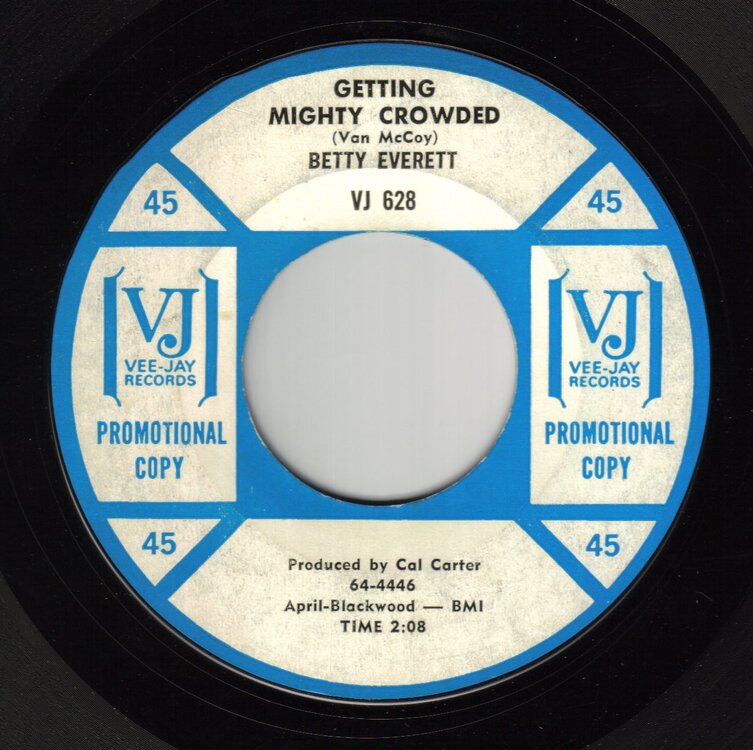 GETTING
MIGHTY CROWDED
(Van McCoy)
BETTY EVERETT
VJ 628
45
45
VJ
VEE-JAY
RECORDS
PROMOTIONAL
COPY
VJ
VEE-JAY
RECORDS
PROMOTIONAL
COPY
45
45
Produced by Cal Carter
64-4446
April-Blackwood — BMI
TIME 2:08